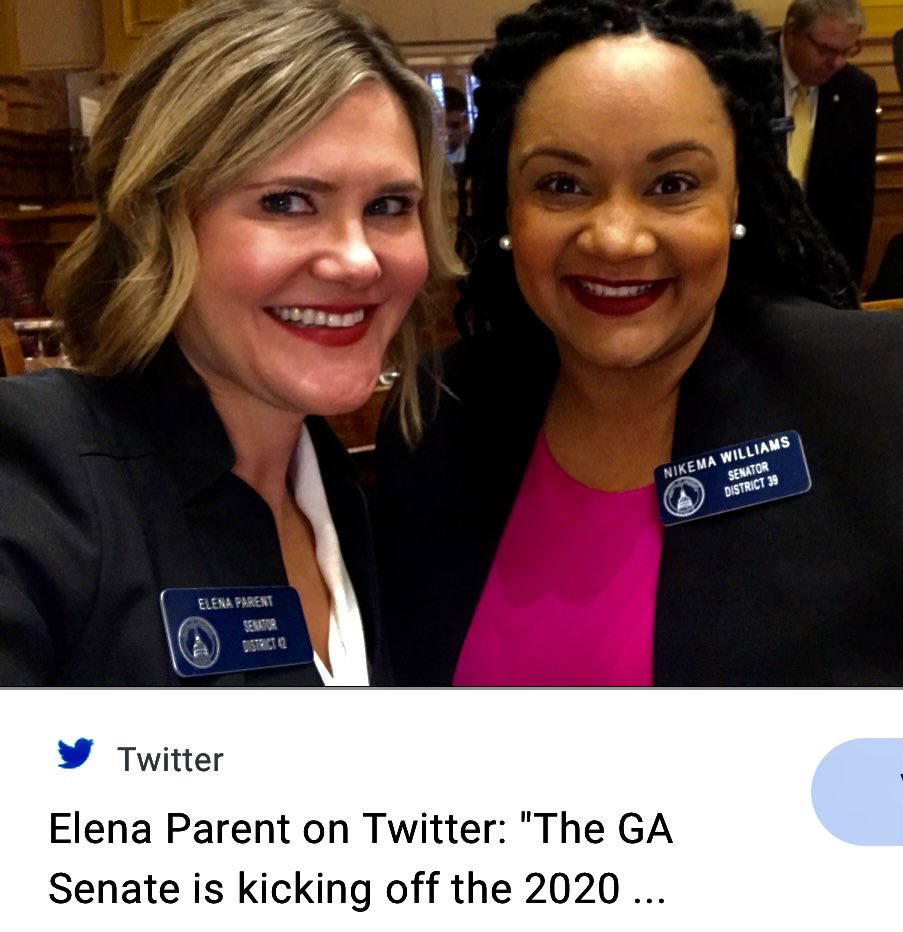 NIKEMA WILLIAMS
SENATOR
DISTRICT 39
ELENA PARENT
SENATOR
DISTRICT 42
Twitter
Elena Parent on Twitter: "The GA
Senate is kicking off the 2020 ...